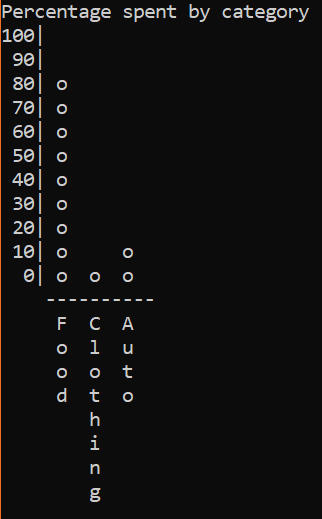 Percentage spent by category
100|
 90|
 80| o
 70| o
 60| o
 50| o
 40| o
 30| o
 20| o
 10| o     o
  0| o  o  o
    ----------
     F  C  A
     o  l  u
     o  o  t
     d  t  o
        h
        i
        n
        g